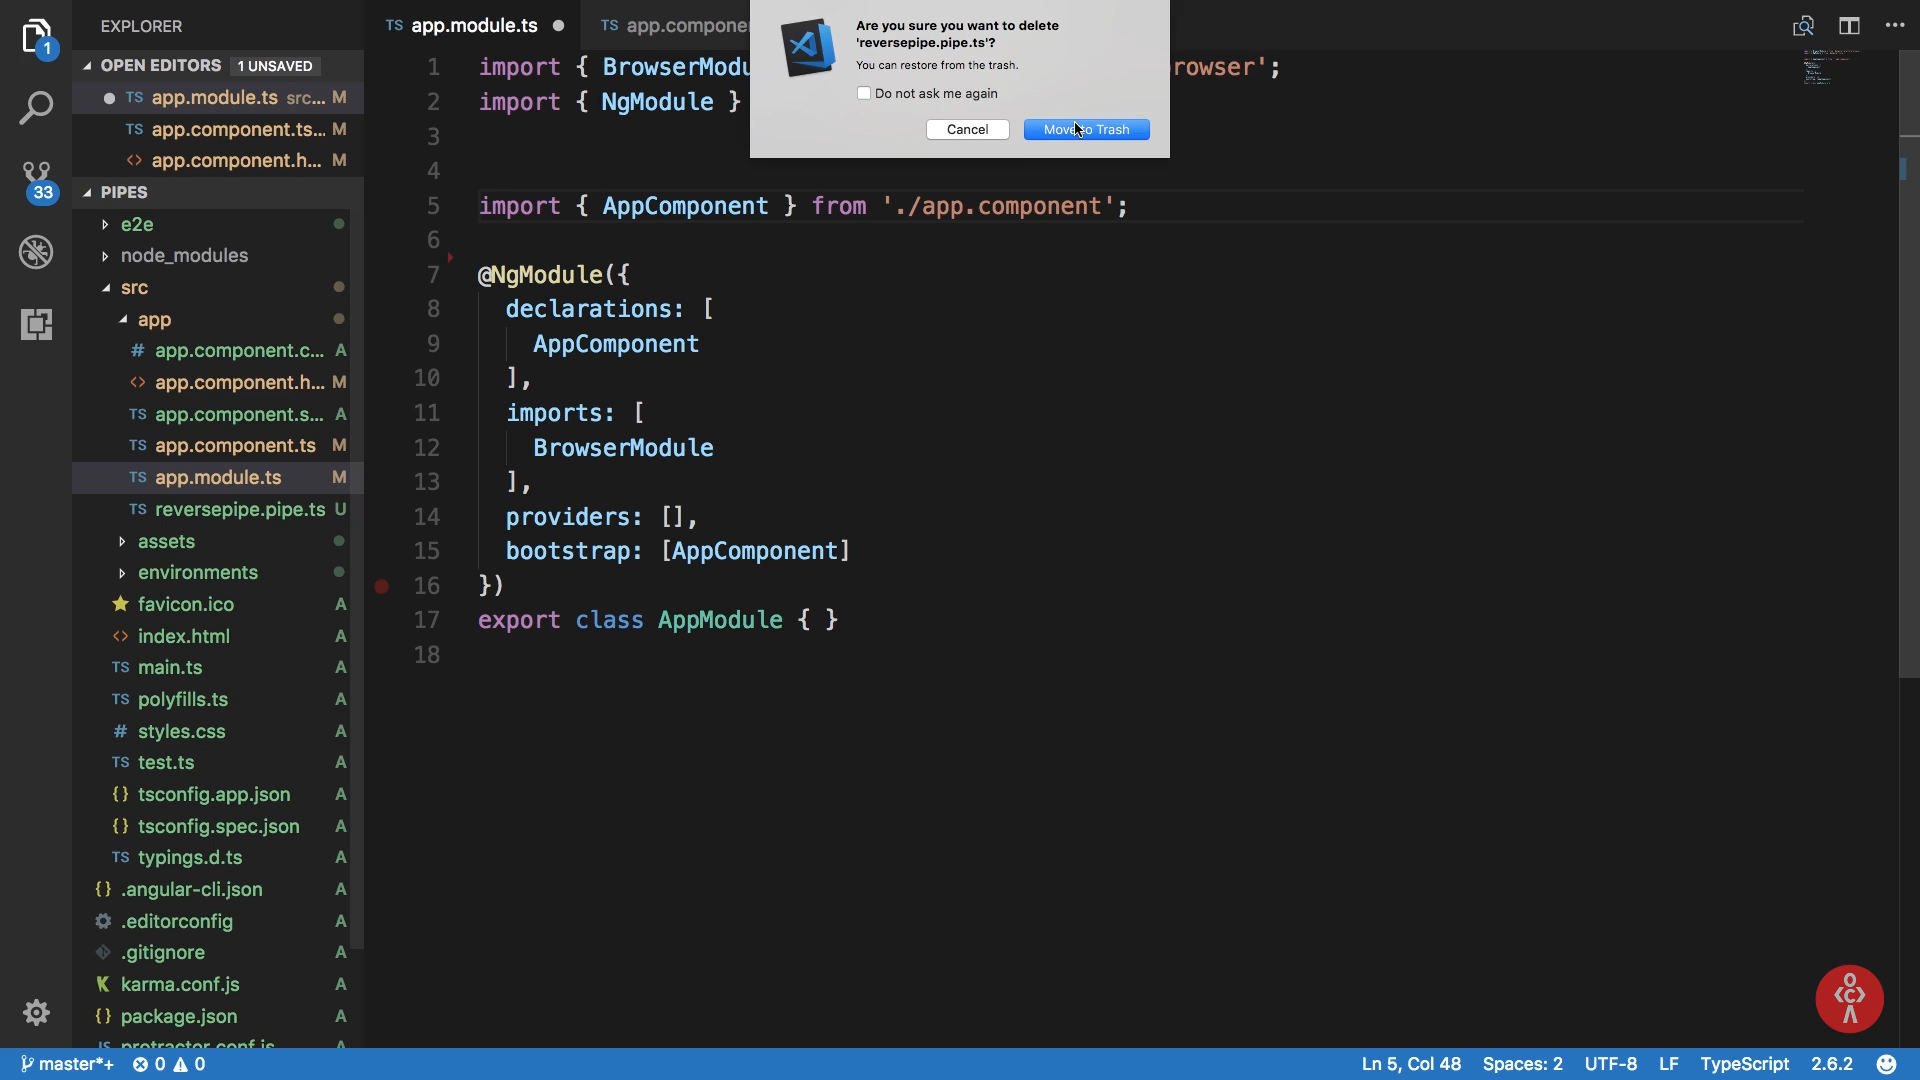 EXPLORER
OPEN EDITORS 1 UNSAVED
TS app.module.ts src... M
TS app.component.ts... M
<> app.component.h... M
PIPES
e2e
node_modules
src
app
# app.component.c... A
<> app.component.h... M
TS app.component.s... A
TS app.component.ts M
TS app.module.ts M
TS reversepipe.pipe.ts U
assets
environments
favicon.ico A
<> index.html A
TS main.ts A
TS polyfills.ts A
# styles.css A
TS test.ts A
{} tsconfig.app.json A
{} tsconfig.spec.json A
TS typings.d.ts A
{} .angular-cli.json A
.editorconfig A
.gitignore A
K karma.conf.js A
{} package.json A
JS protractor.conf.js A
1
33
TS app.module.ts
TS app.compone
Are you sure you want to delete
'reversepipe.pipe.ts'?
You can restore from the trash.
Do not ask me again
Cancel
Move to Trash
1 import { BrowserModu rowser';
2 import { NgModule }
3
4
5 import { AppComponent } from './app.component';
6
7 @NgModule({
8 declarations: [
9 AppComponent
10 ],
11 imports: [
12 BrowserModule
13 ],
14 providers: [],
15 bootstrap: [AppComponent]
16 })
17 export class AppModule { }
18
master*+ 0 0
Ln 5, Col 48 Spaces: 2 UTF-8 LF TypeScript 2.6.2